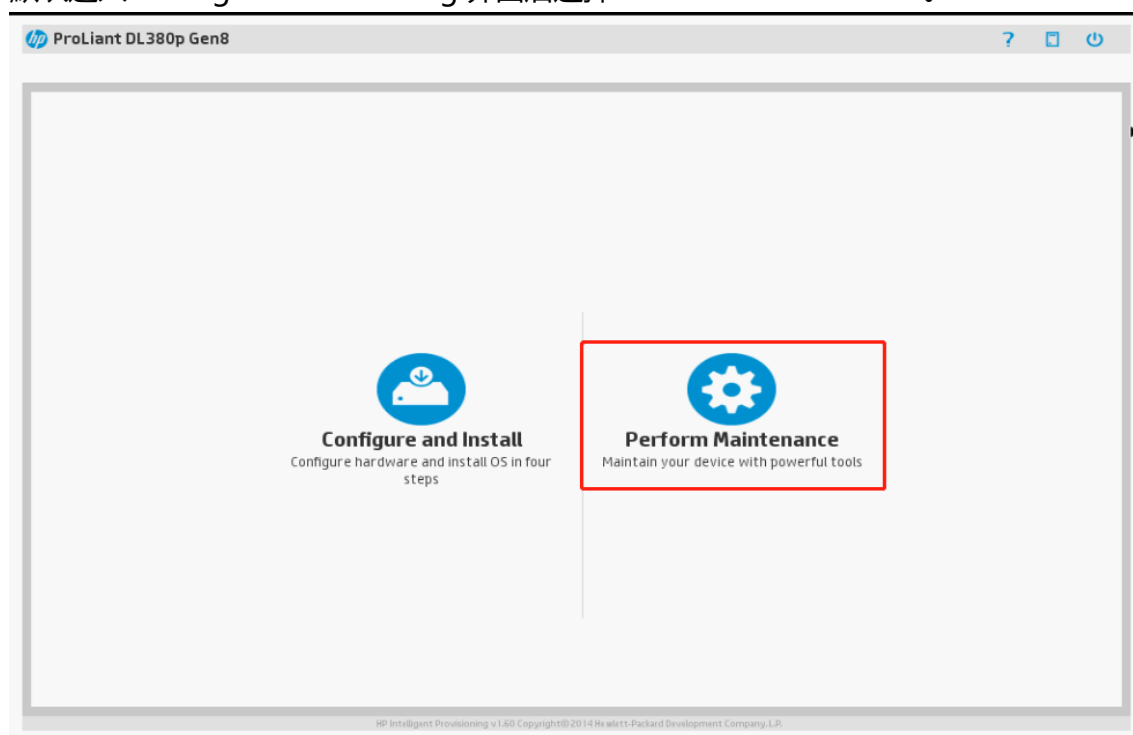 ProLiant DL380p Gen8
Configure and Install
Configure hardware and install OS in four
steps
Perform Maintenance
Maintain your device with powerful tools
HP Intelligent Provisioning v1.60 Copyright©2014 Hewlett-Packard Development Company, L.P.